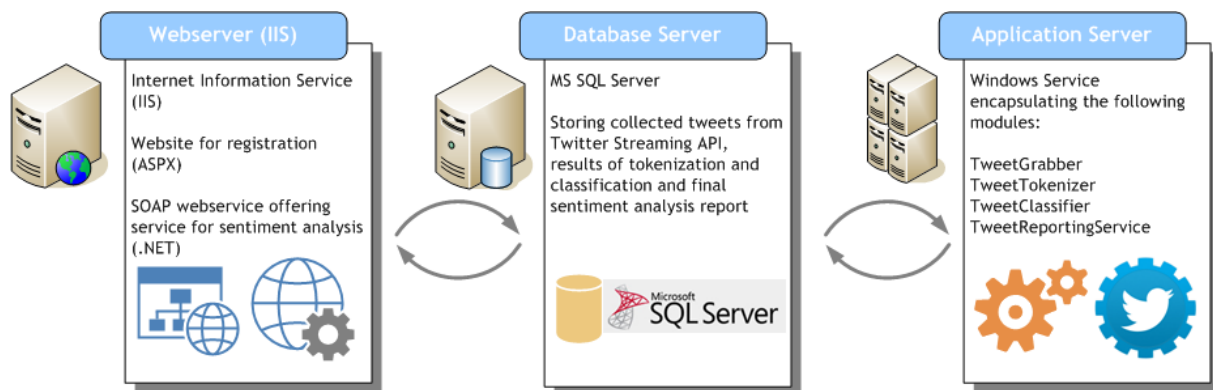 Webserver (IIS)
Internet Information Service
(IIS)
Website for registration
(ASPX)
SOAP webservice offering
service for sentiment analysis
(.NET)
Database Server
MS SQL Server
Storing collected tweets from
Twitter Streaming API,
results of tokenization and
classification and final
sentiment analysis report
Microsoft
SQL Server
Application Server
Windows Service
encapsulating the following
modules:
TweetGrabber
TweetTokenizer
TweetClassifier
TweetReportingService